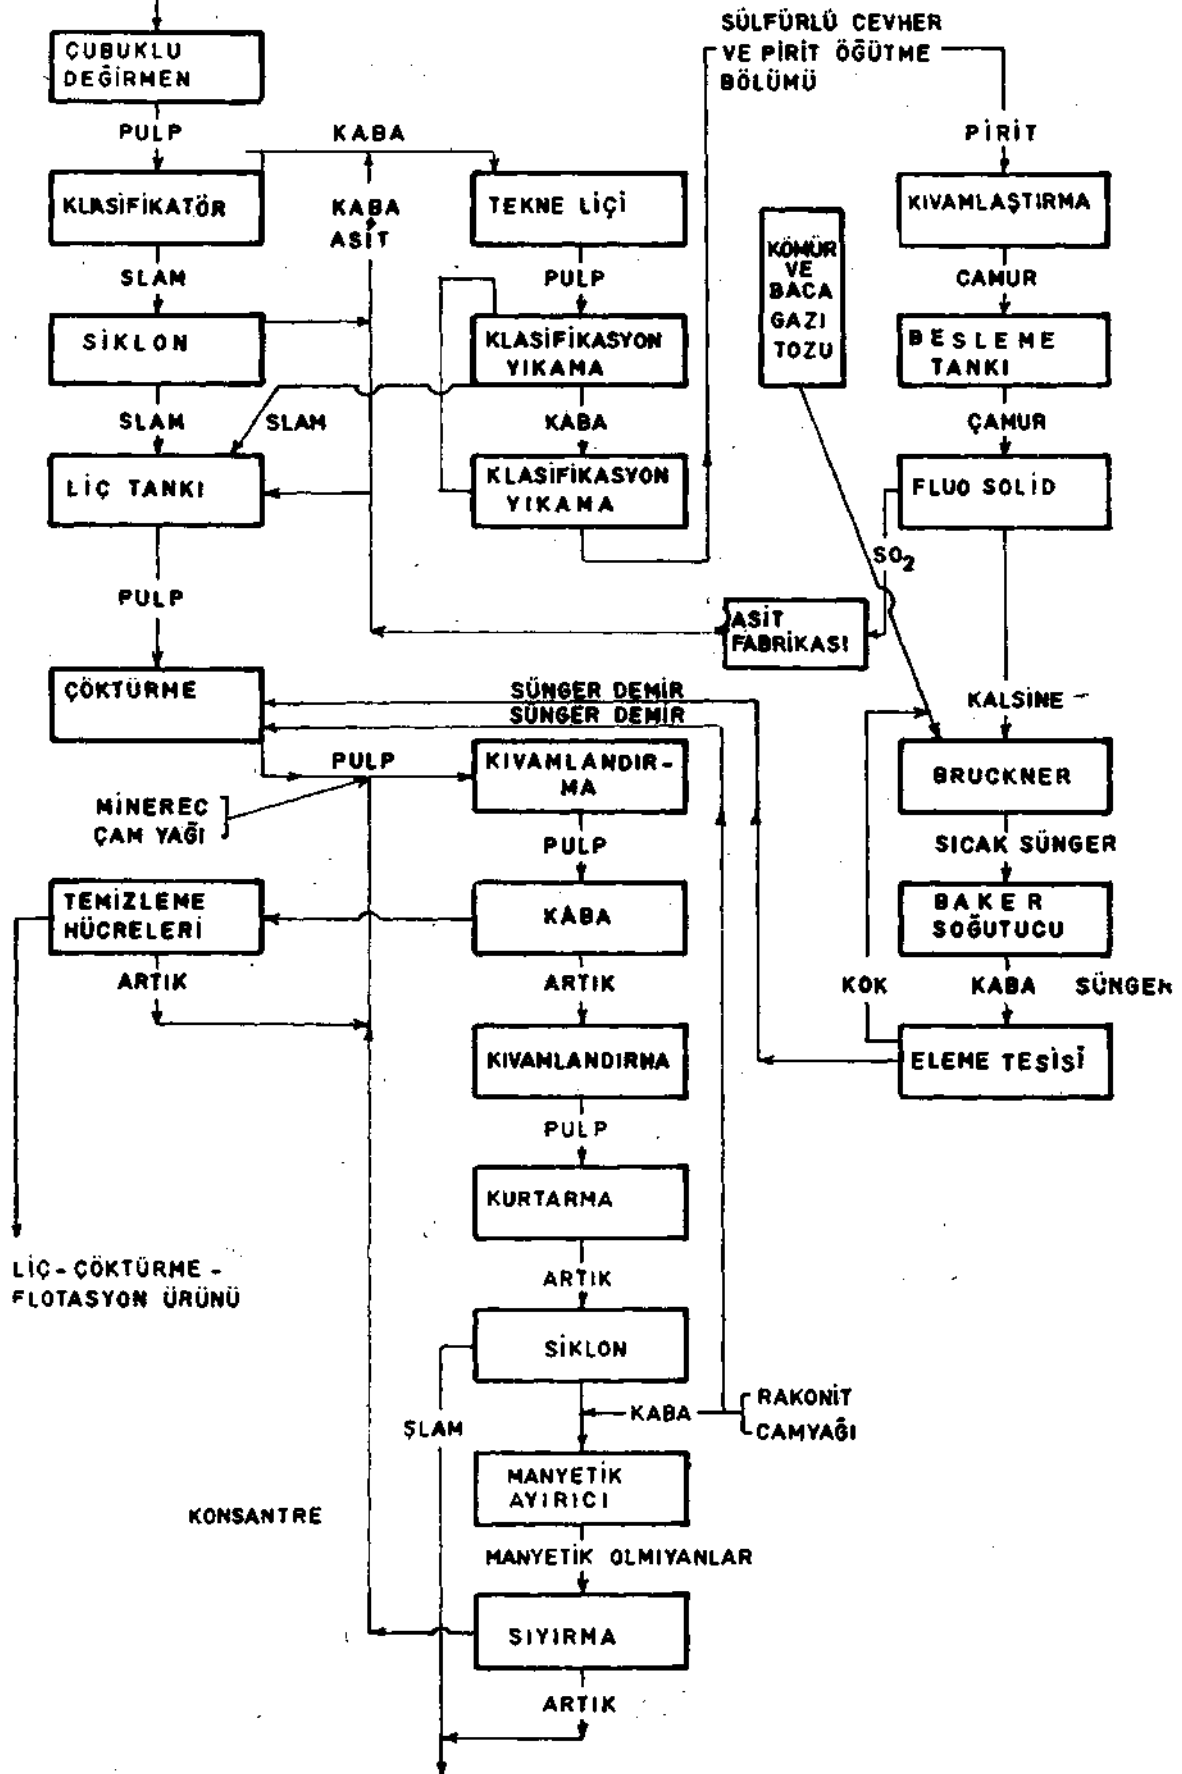 SÜLFÜRLÜ CEVHER
VE PİRİT ÖĞÜTME
BÖLÜMÜ
ÇUBUKLU
DEĞİRMEN
PULP
KABA
PİRİT
KLASİFİKATÖR
KABA
ASİT
TEKNE LİÇİ
KIVAMLAŞTIRMA
KÖMÜR
VE
BACA
GAZI
TOZU
SLAM
PULP
CAMUR
SİKLON
KLASİFİKASYON
YIKAMA
BESLEME
TANKI
SLAM
SLAM
KABA
ÇAMUR
LİÇ TANKI
KLASİFİKASYON
YIKAMA
FLUO SOLİD
SO2
PULP
ASİT
FABRİKASI
ÇÖKTÜRME
SÜNGER DEMİR
SÜNGER DEMİR
KALSİNE
PULP
KIVAMLANDIR-
MA
BRUCKNER
MİNEREC
ÇAM YAĞI
PULP
SICAK SÜNGER
TEMİZLEME
HÜCRELERİ
KABA
BAKER
SOĞUTUCU
ARTIK
ARTIK
KOK
KABA SÜNGER
KIVAMLANDIRMA
ELEME TESİSİ
PULP
KURTARMA
LİÇ-ÇÖKTÜRME-
FLOTASYON ÜRÜNÜ
ARTIK
SİKLON
ŞLAM
KABA
RAKONİT
CAMYAĞI
MANYETİK
AYIRICI
KONSANTRE
MANYETİK OLMIYANLAR
SIYIRMA
ARTIK